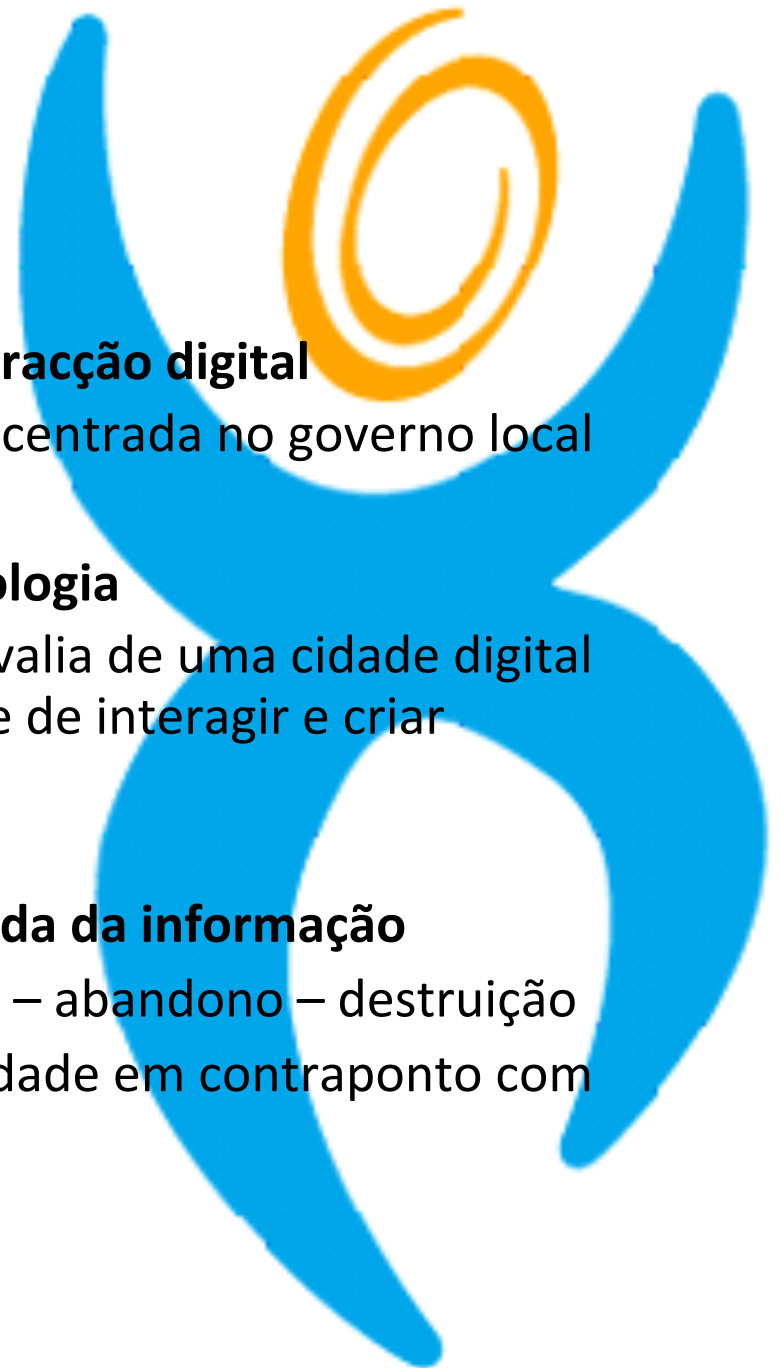 racção digital
centrada no governo local
ologia
valia de uma cidade digital
e de interagir e criar
da da informação
– abandono – destruição
dade em contraponto com